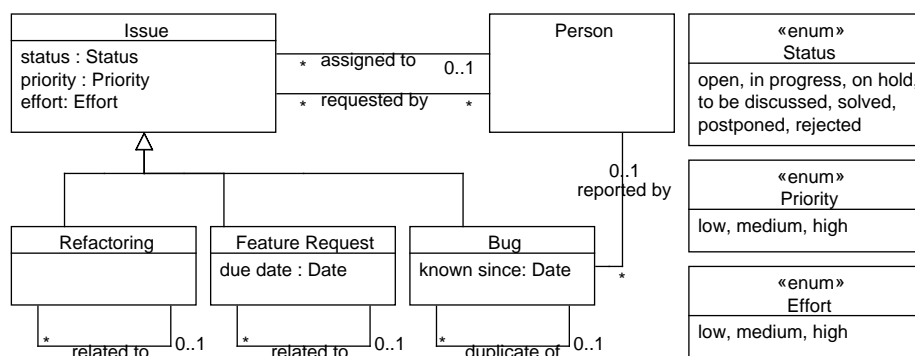 Issue
status : Status
priority : Priority
effort: Effort
Person
* assigned to 0..1
* requested by *
0..1
reported by
*
Refactoring
Feature Request
due date : Date
Bug
known since: Date
* related to 0..1
* related to 0..1
* duplicate of 0..1
«enum»
Status
open, in progress, on hold,
to be discussed, solved,
postponed, rejected
«enum»
Priority
low, medium, high
«enum»
Effort
low, medium, high